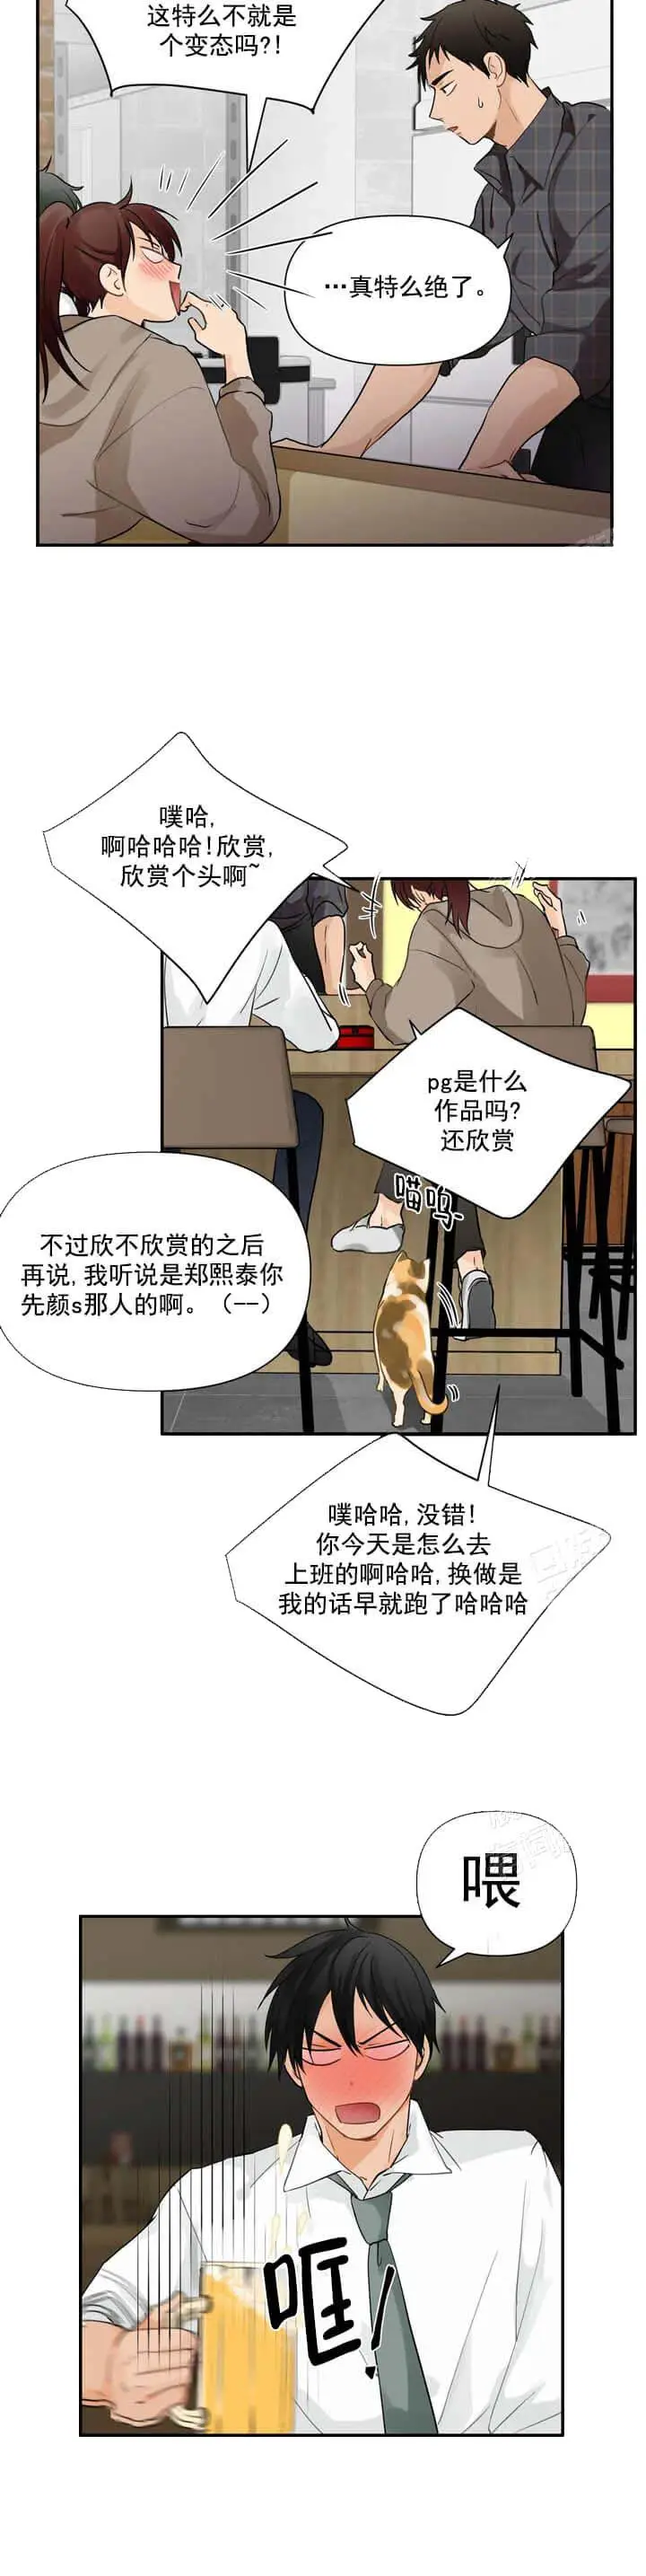 这特么不就是
个变态吗?!
…真特么绝了。
噗哈,
啊哈哈哈!欣赏,
欣赏个头啊~
pg是什么
作品吗?
还欣赏
喵呜-
不过欣不欣赏的之后
再说,我听说是郑熙泰你
先颜s那人的啊。(--)
噗哈哈,没错!
你今天是怎么去
上班的啊哈哈,换做是
我的话早就跑了哈哈哈
喂
哐!